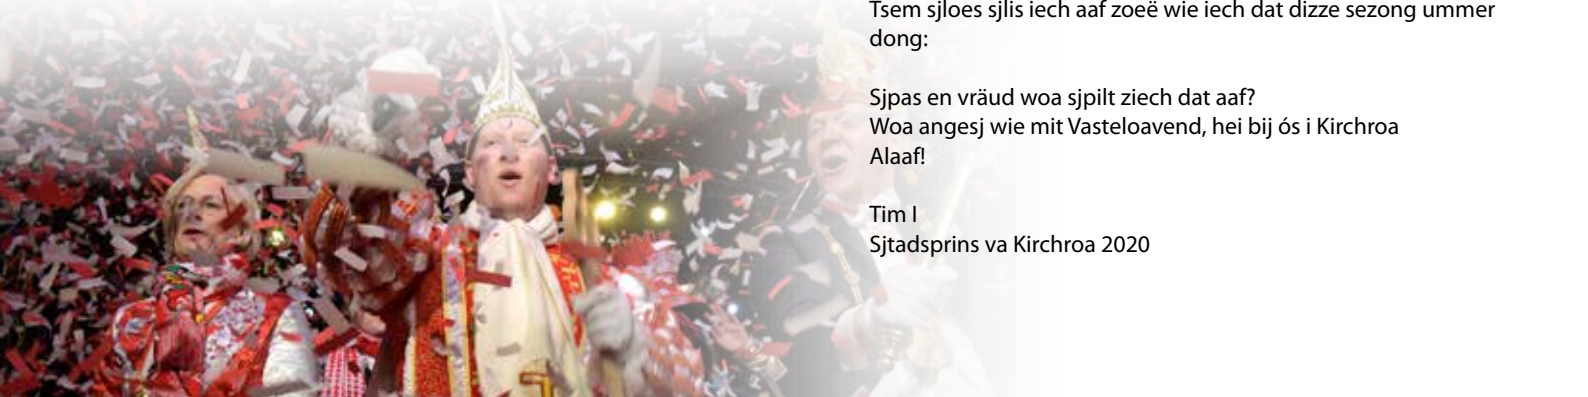 Tsem sjloes sjlis iech aaf zoeë wie iech dat dizze sezong ummer
dong:
Sjpas en vräud woa sjpilt ziech dat aaf?
Woa angesj wie mit Vasteloavend, hei bij ós i Kirchroa
Alaaf!
Tim I
Sjtadsprins va Kirchroa 2020